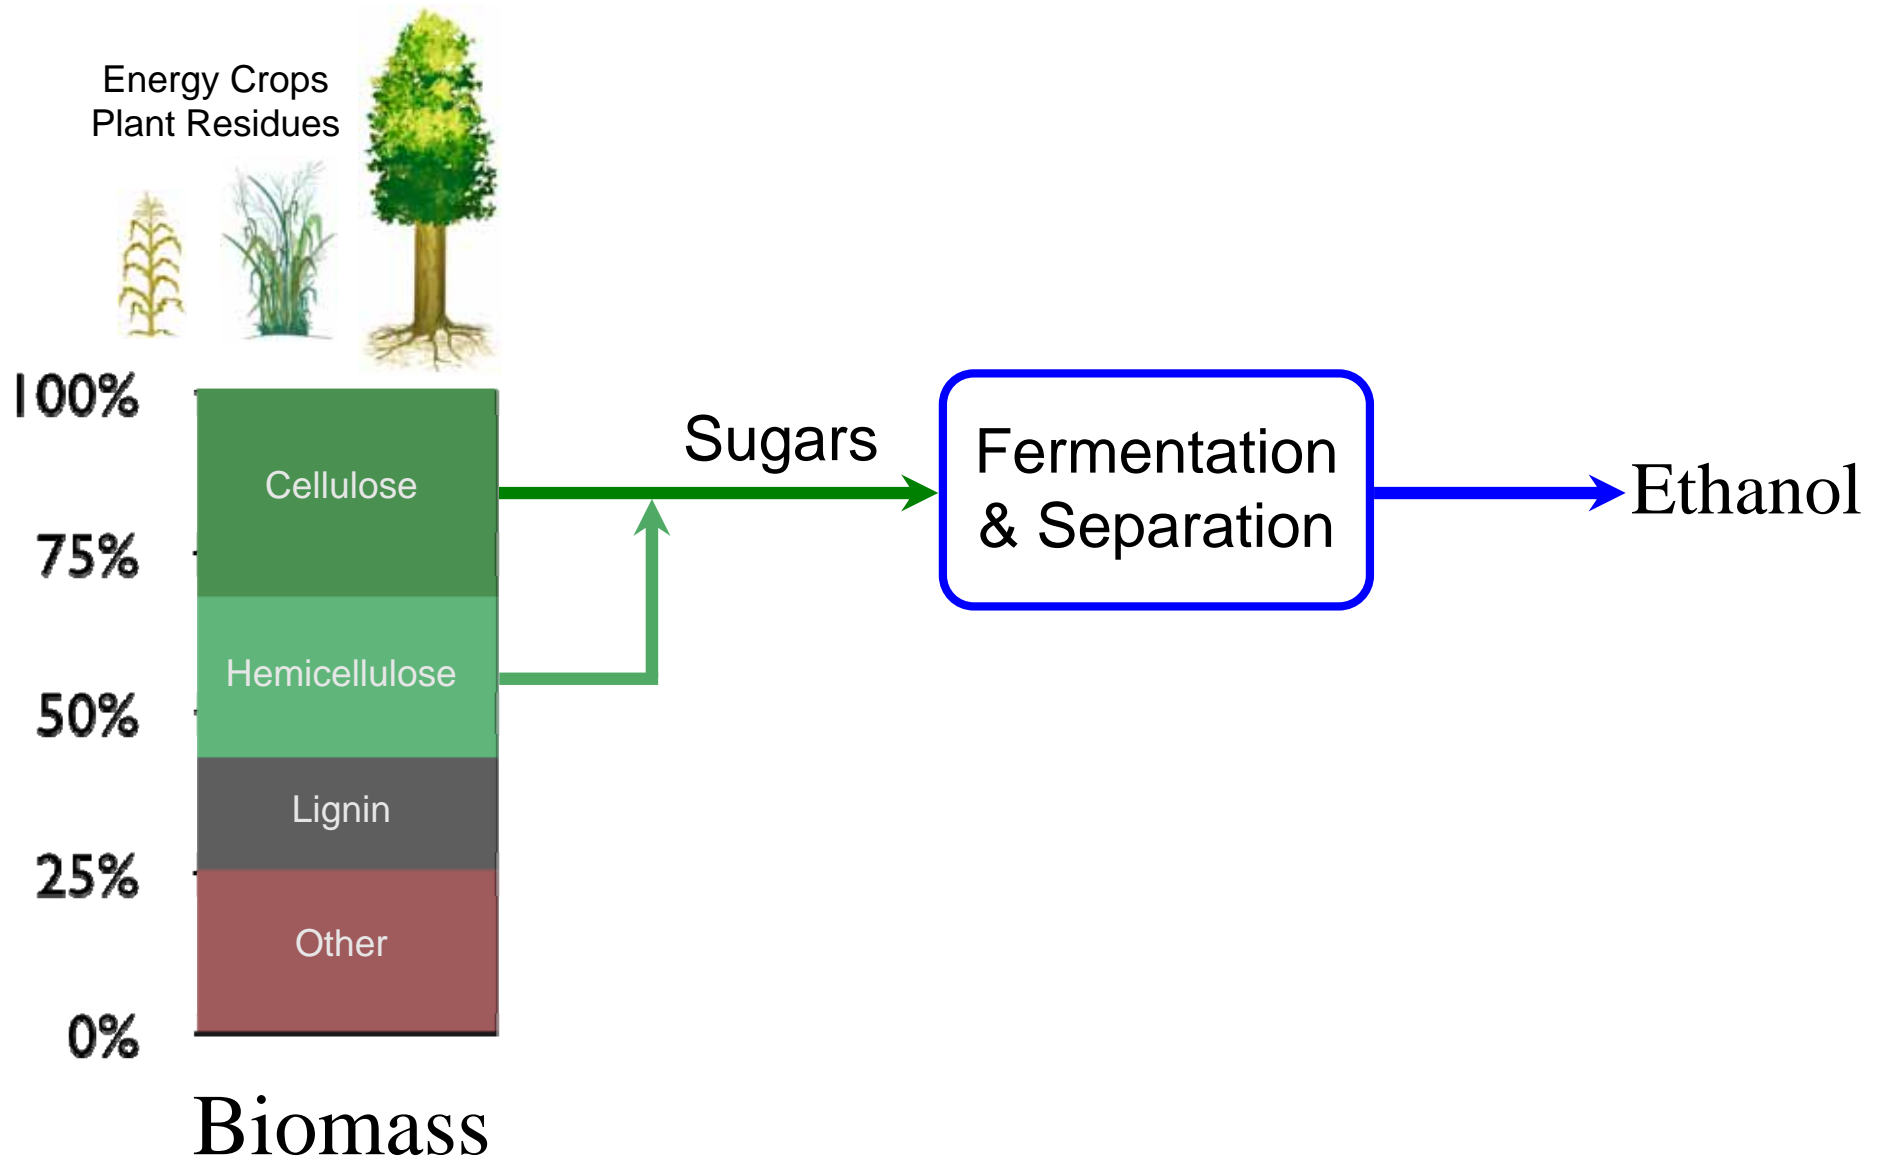 Energy Crops
Plant Residues
100%
75%
50%
25%
0%
Cellulose
Hemicellulose
Lignin
Other
Biomass
Sugars
Fermentation
& Separation
Ethanol